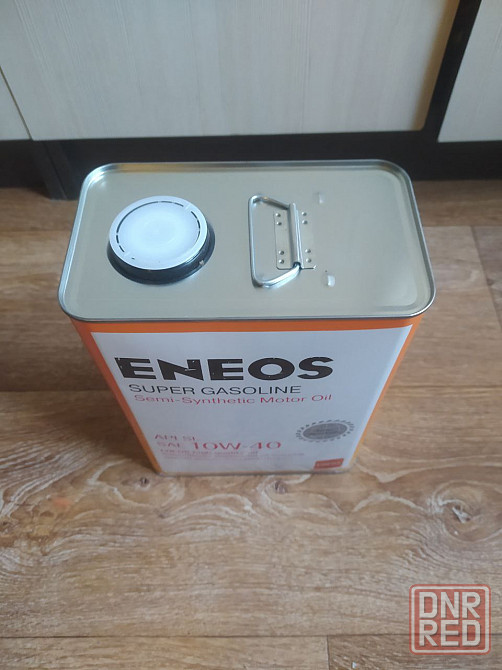 ENEOS
SUPER GASOLINE
Semi-Synthetic Motor Oil
API SL
SAE 10W-40
DNR
RED